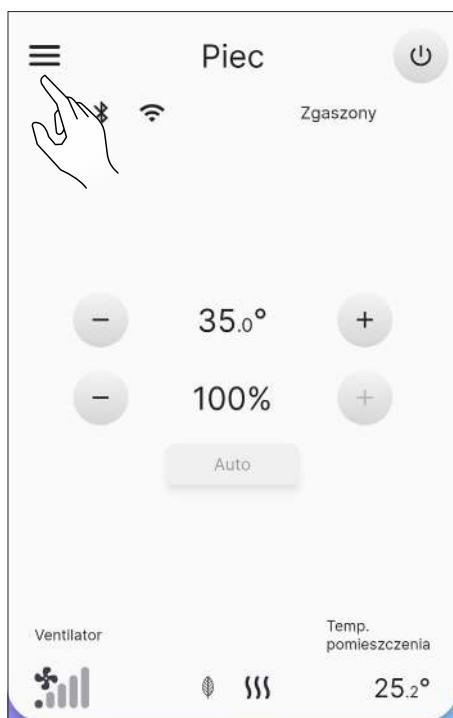 Piec
Zgaszony
− 35.0° +
− 100% +
Auto
Ventilator
Temp.
pomieszczenia
25.2°